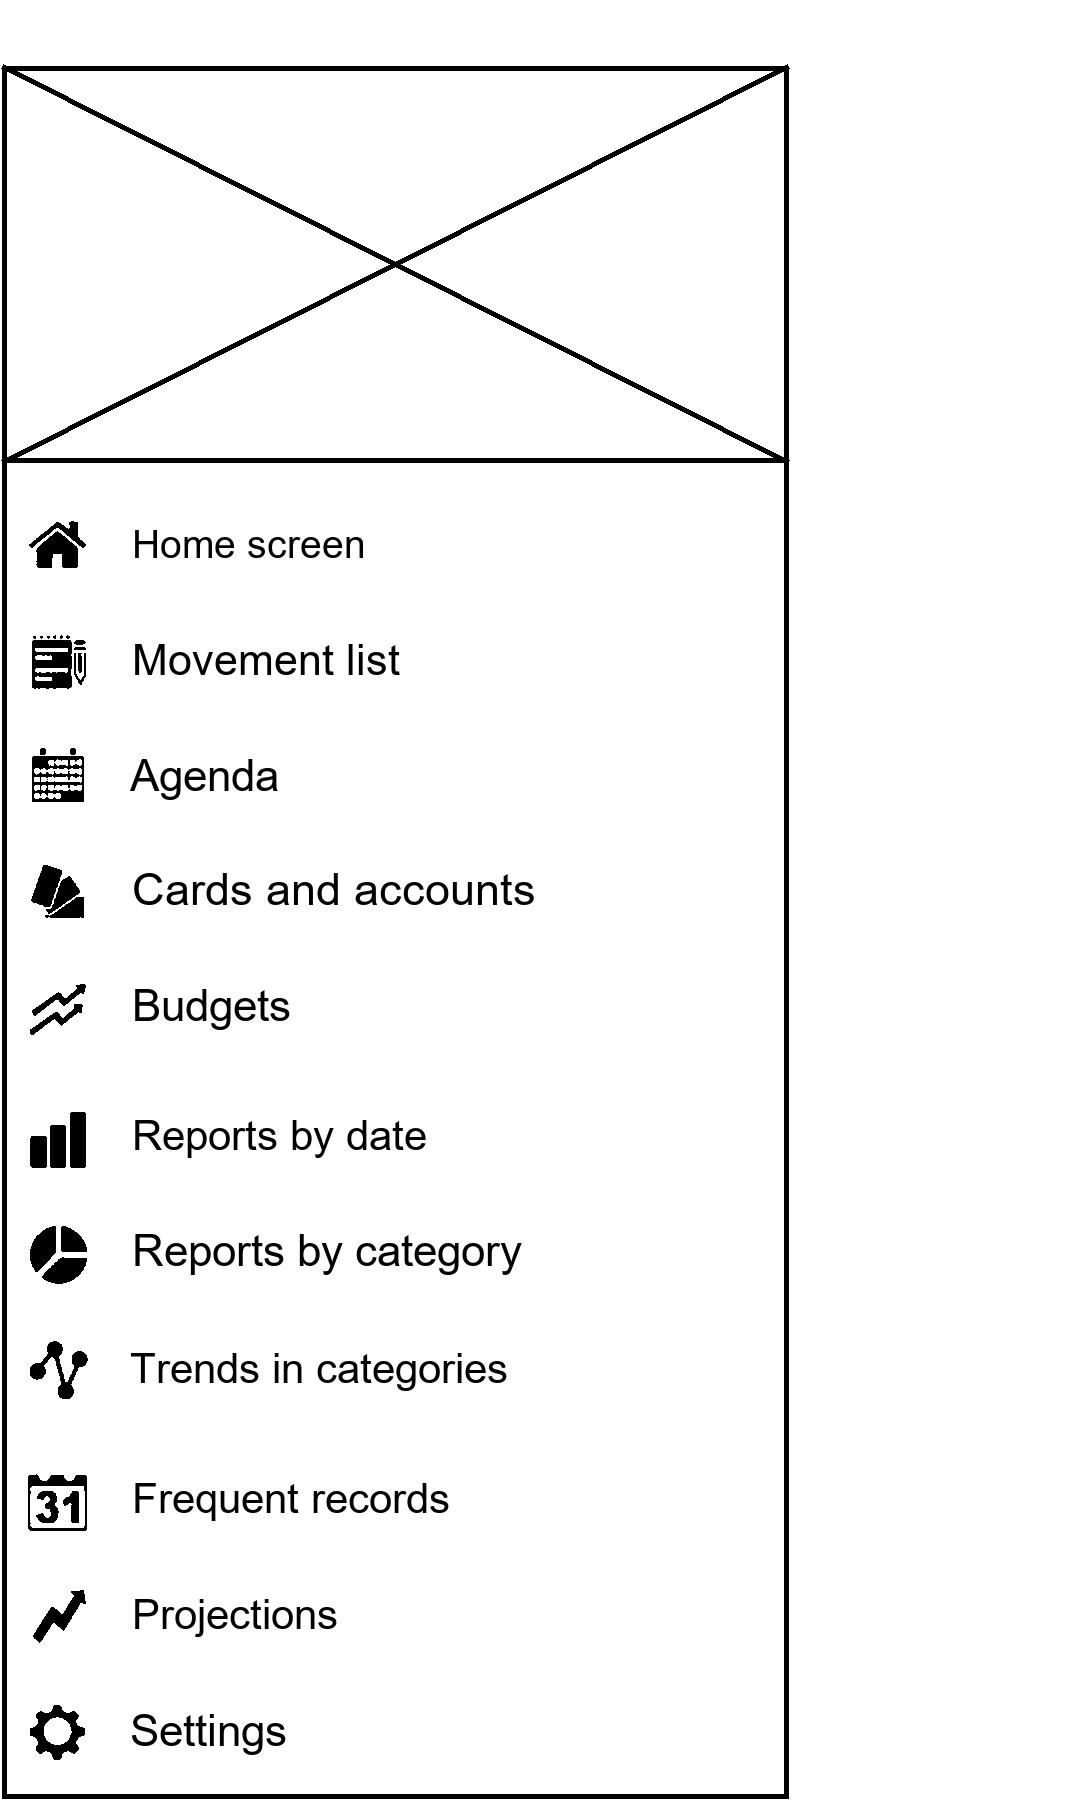 Home screen
Movement list
Agenda
Cards and accounts
Budgets
Reports by date
Reports by category
Trends in categories
31 Frequent records
Projections
Settings